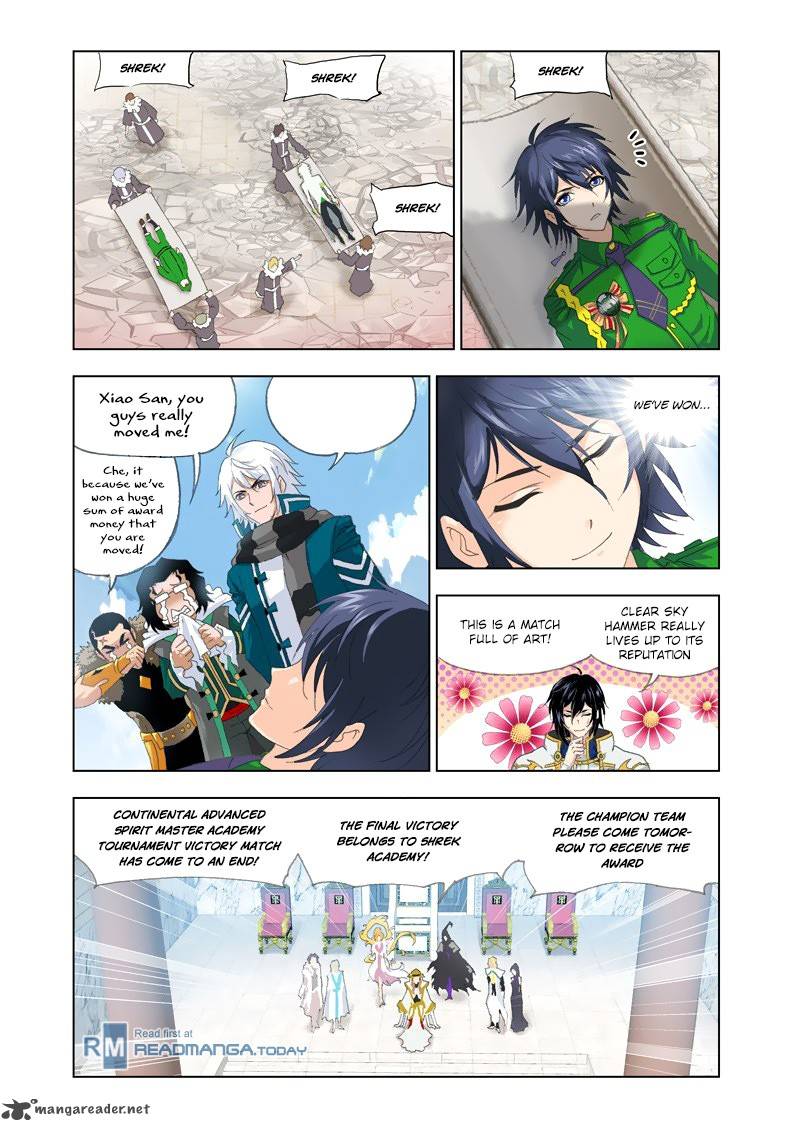 SHREK!
SHREK!
SHREK!
SHREK!
Xiao San, you
guys really
moved me!
Che, it
because we've
won a huge
sum of award
money that
you are
moved!
WE'VE WON...
THIS IS A MATCH
FULL OF ART!
CLEAR SKY
HAMMER REALLY
LIVES UP TO ITS
REPUTATION
CONTINENTAL ADVANCED
SPIRIT MASTER ACADEMY
TOURNAMENT VICTORY MATCH
HAS COME TO AN END!
THE FINAL VICTORY
BELONGS TO SHREK
ACADEMY!
THE CHAMPION TEAM
PLEASE COME TOMOR-
ROW TO RECEIVE THE
AWARD
RM
Read first at
READMANGA.TODAY
mangareader.net